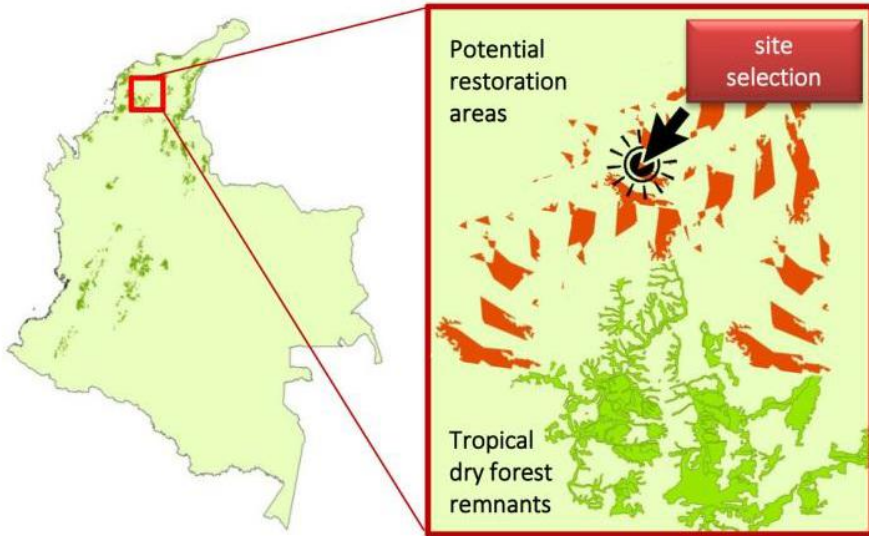 Potential
restoration
areas
site
selection
Tropical
dry forest
remnants